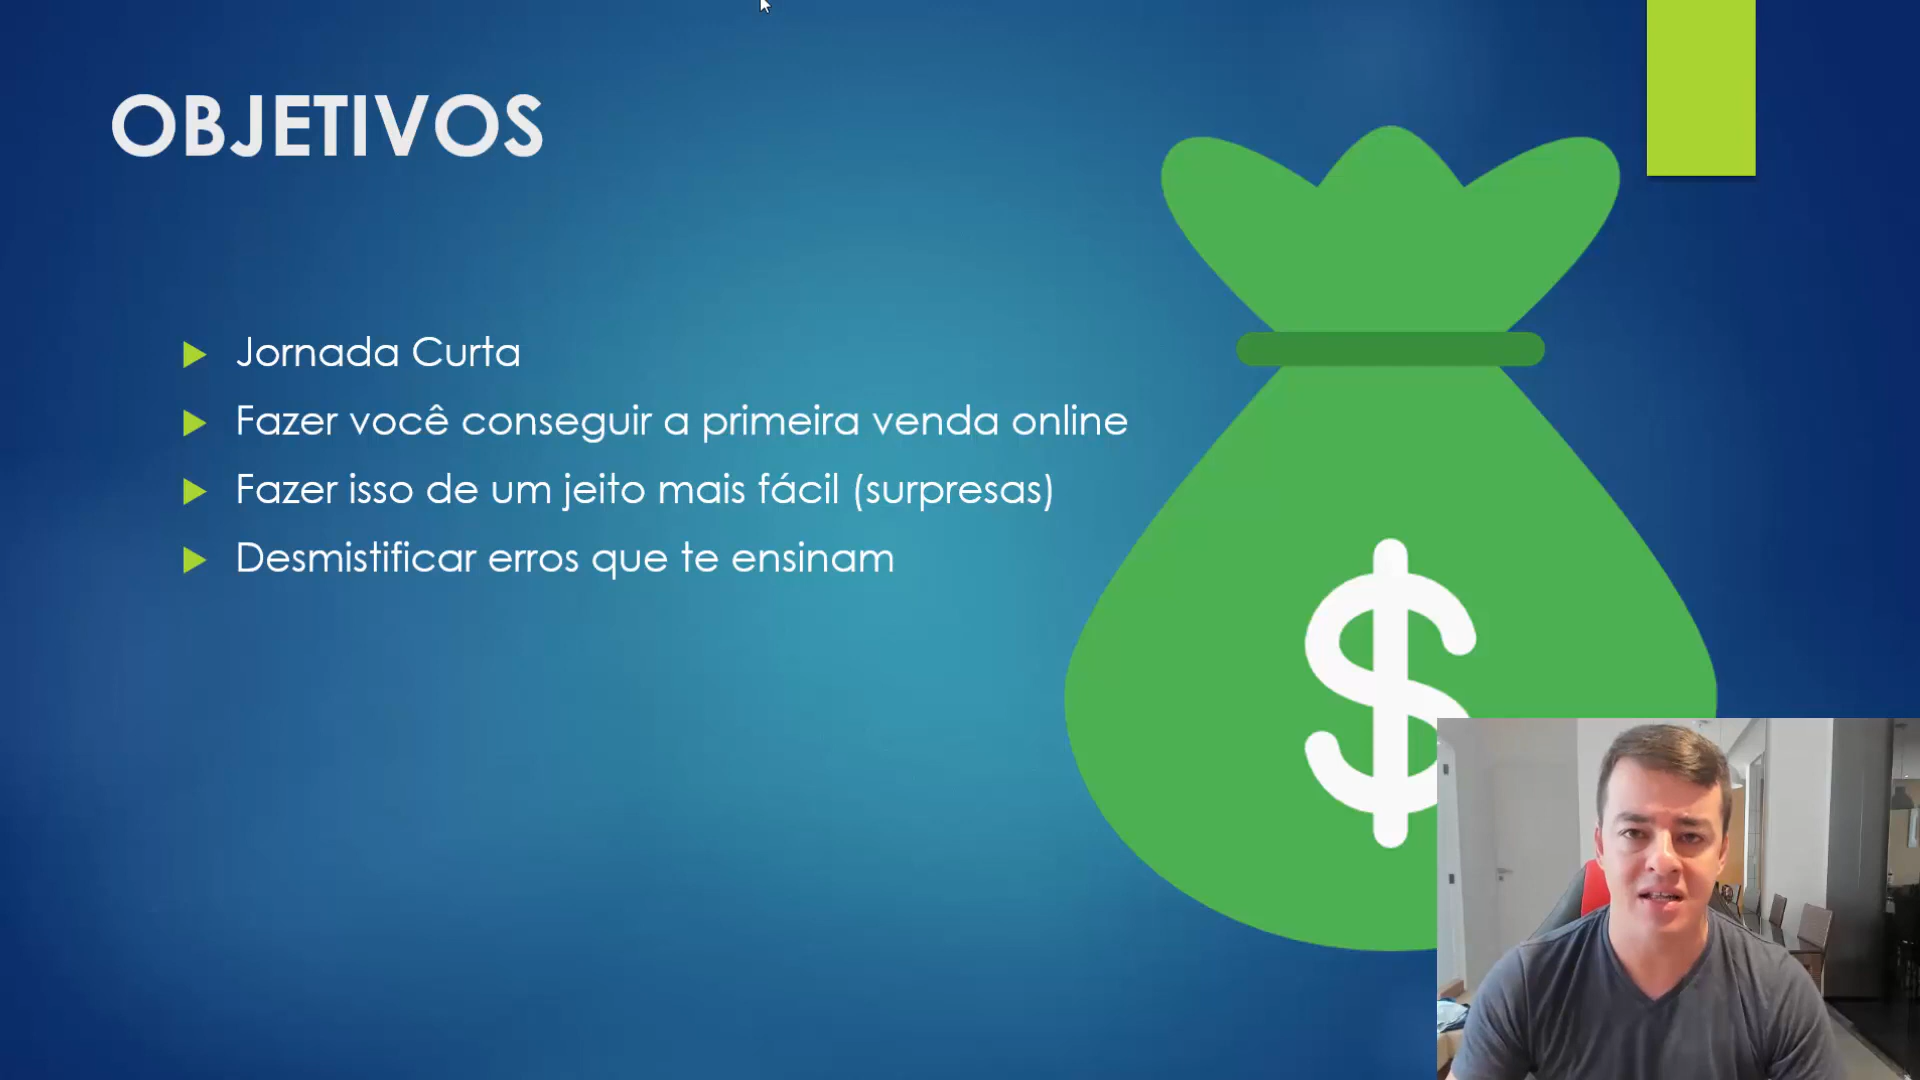 OBJETIVOS
Jornada Curta
Fazer você conseguir a primeira venda online
Fazer isso de um jeito mais fácil (surpresas)
Desmistificar erros que te ensinam
$